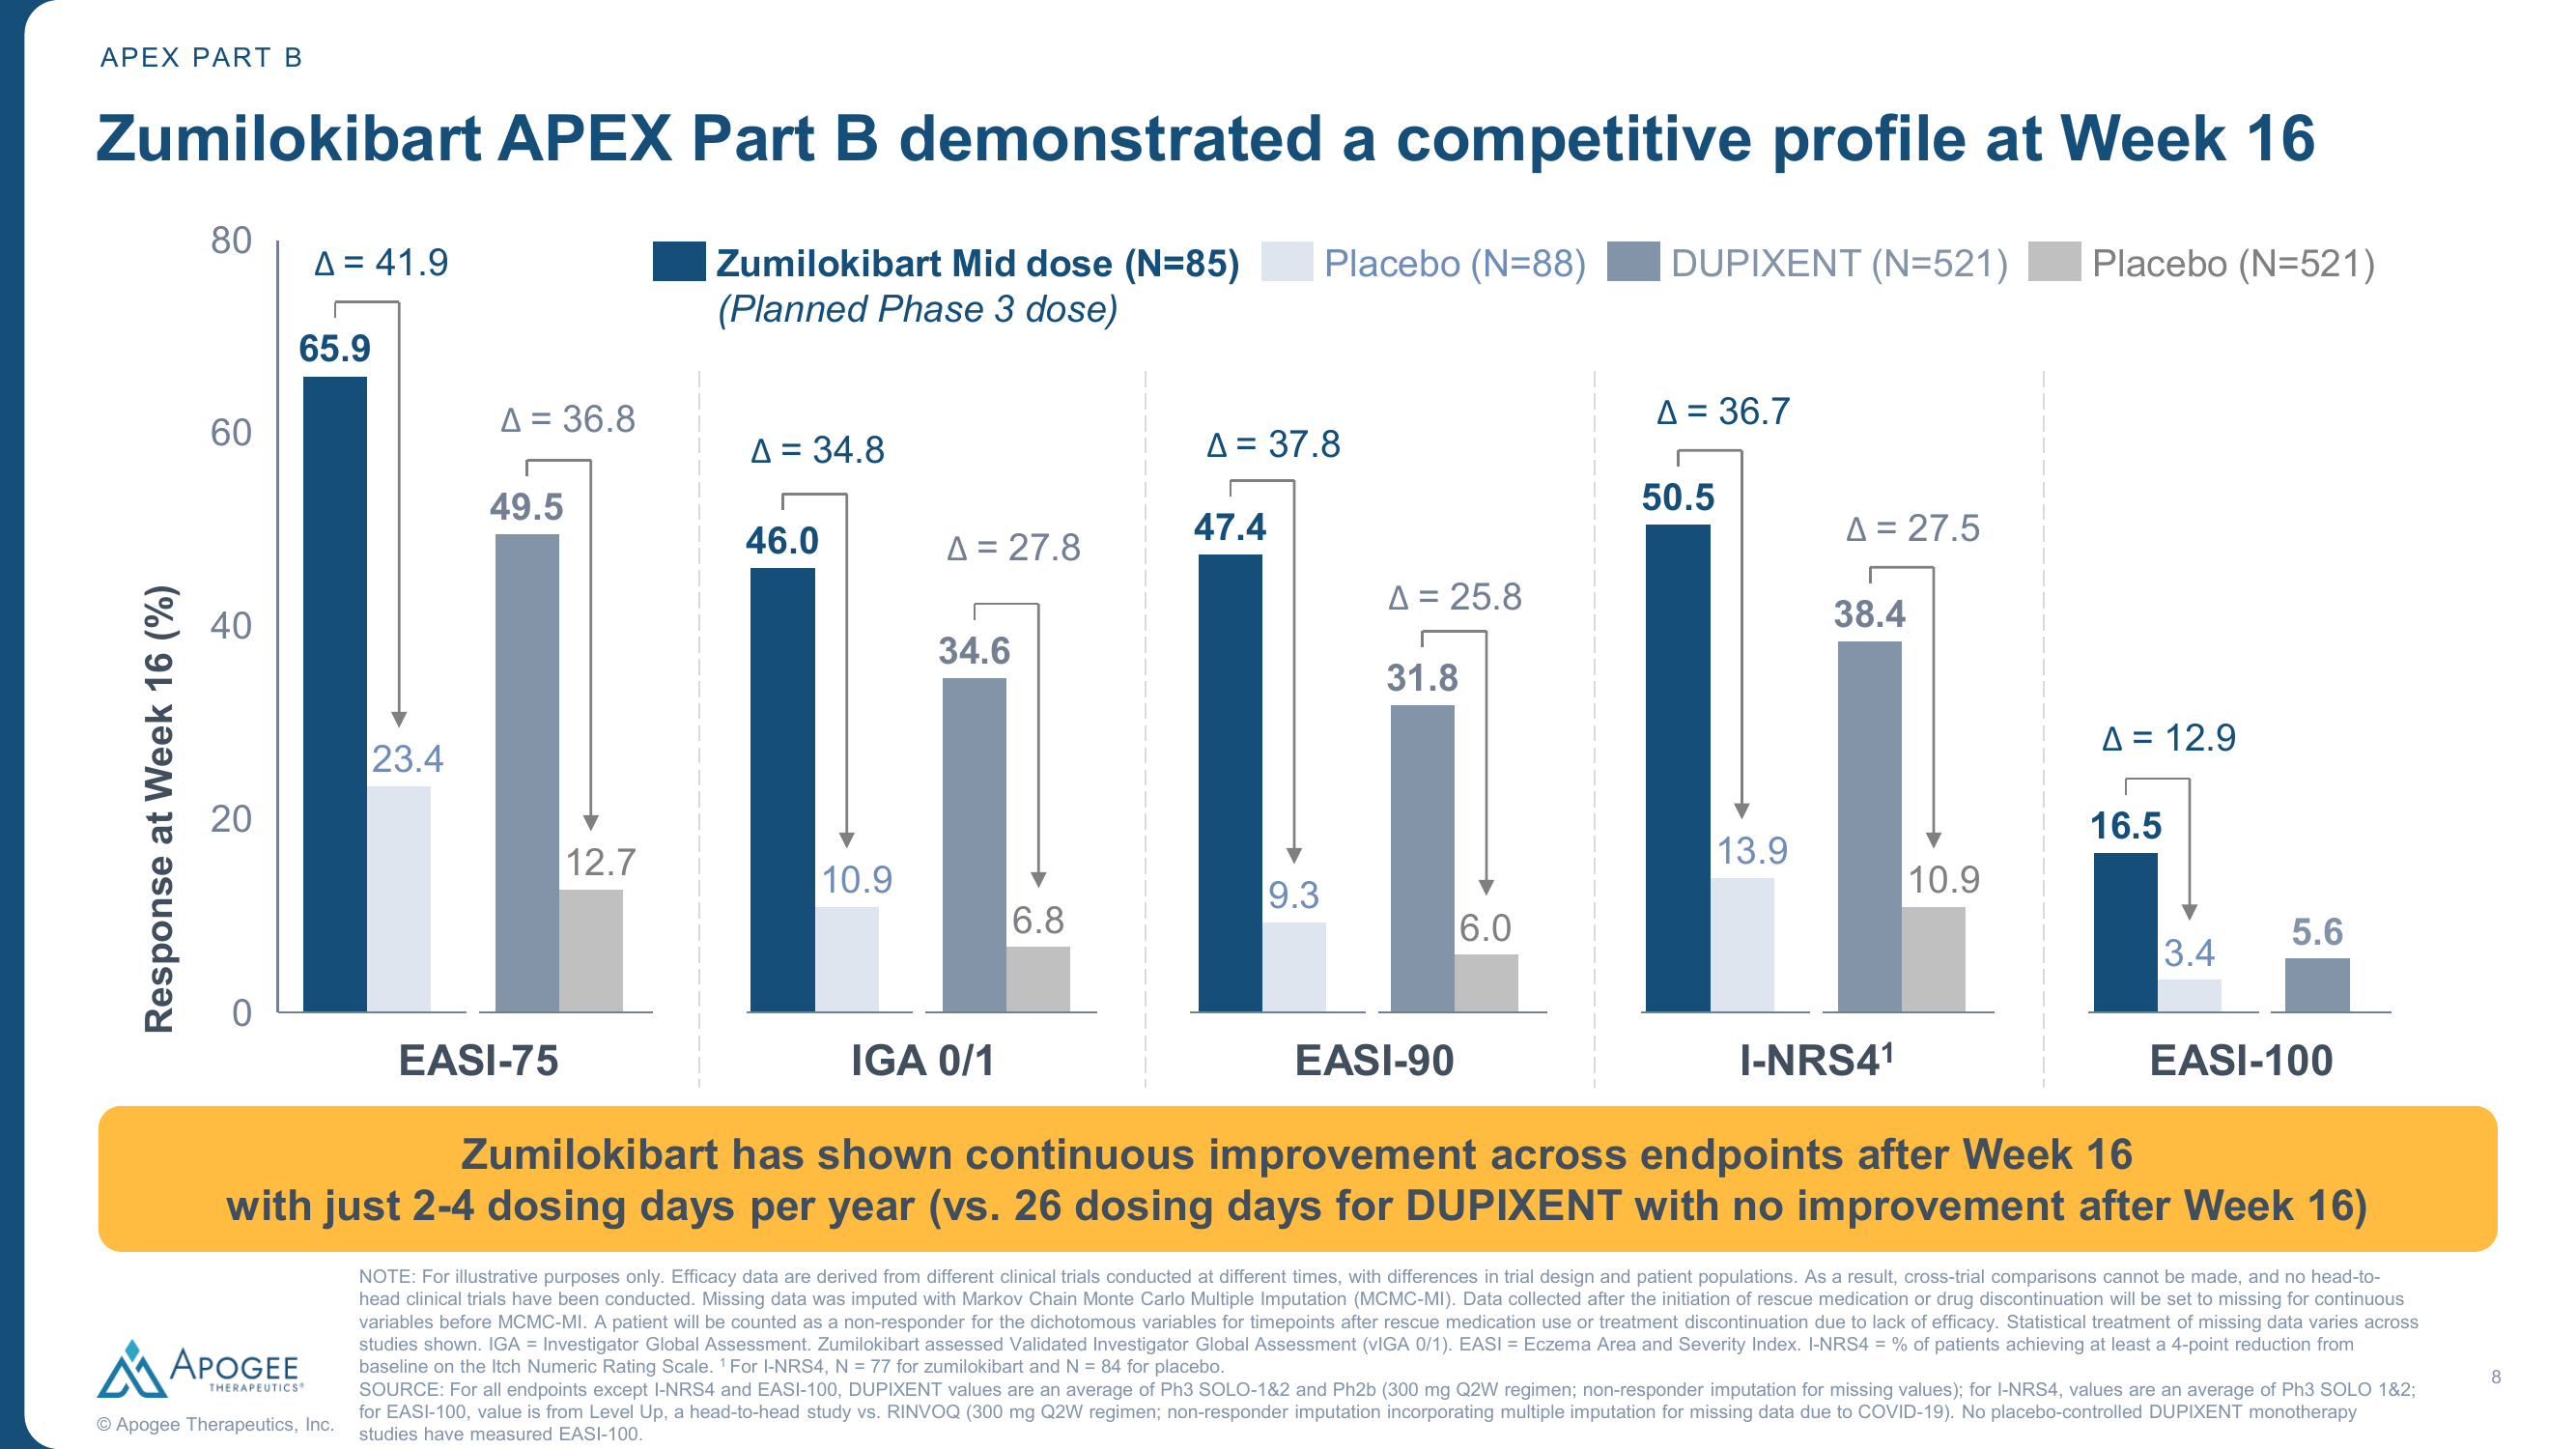 APEX PART B
Zumilokibart APEX Part B demonstrated a competitive profile at Week 16
Response at Week 16 (%)
80
60
40
20
0
Zumilokibart Mid dose (N=85)
(Planned Phase 3 dose)
Placebo (N=88)
DUPIXENT (N=521)
Placebo (N=521)
Δ = 41.9
65.9
23.4
Δ = 36.8
49.5
12.7
EASI-75
Δ = 34.8
46.0
10.9
Δ = 27.8
34.6
6.8
IGA 0/1
Δ = 37.8
47.4
9.3
Δ = 25.8
31.8
6.0
EASI-90
Δ = 36.7
50.5
13.9
Δ = 27.5
38.4
10.9
I-NRS4¹
Δ = 12.9
16.5
3.4
5.6
EASI-100
Zumilokibart has shown continuous improvement across endpoints after Week 16
with just 2-4 dosing days per year (vs. 26 dosing days for DUPIXENT with no improvement after Week 16)
NOTE: For illustrative purposes only. Efficacy data are derived from different clinical trials conducted at different times, with differences in trial design and patient populations. As a result, cross-trial comparisons cannot be made, and no head-to-
head clinical trials have been conducted. Missing data was imputed with Markov Chain Monte Carlo Multiple Imputation (MCMC-MI). Data collected after the initiation of rescue medication or drug discontinuation will be set to missing for continuous
variables before MCMC-MI. A patient will be counted as a non-responder for the dichotomous variables for timepoints after rescue medication use or treatment discontinuation due to lack of efficacy. Statistical treatment of missing data varies across
studies shown. IGA = Investigator Global Assessment. Zumilokibart assessed Validated Investigator Global Assessment (vIGA 0/1). EASI = Eczema Area and Severity Index. I-NRS4 = % of patients achieving at least a 4-point reduction from
baseline on the Itch Numeric Rating Scale. ¹ For I-NRS4, N = 77 for zumilokibart and N = 84 for placebo.
SOURCE: For all endpoints except I-NRS4 and EASI-100, DUPIXENT values are an average of Ph3 SOLO-1&2 and Ph2b (300 mg Q2W regimen; non-responder imputation for missing values); for I-NRS4, values are an average of Ph3 SOLO 1&2;
for EASI-100, value is from Level Up, a head-to-head study vs. RINVOQ (300 mg Q2W regimen; non-responder imputation incorporating multiple imputation for missing data due to COVID-19). No placebo-controlled DUPIXENT monotherapy
studies have measured EASI-100.
APOGEE
THERAPEUTICS®
© Apogee Therapeutics, Inc.
8